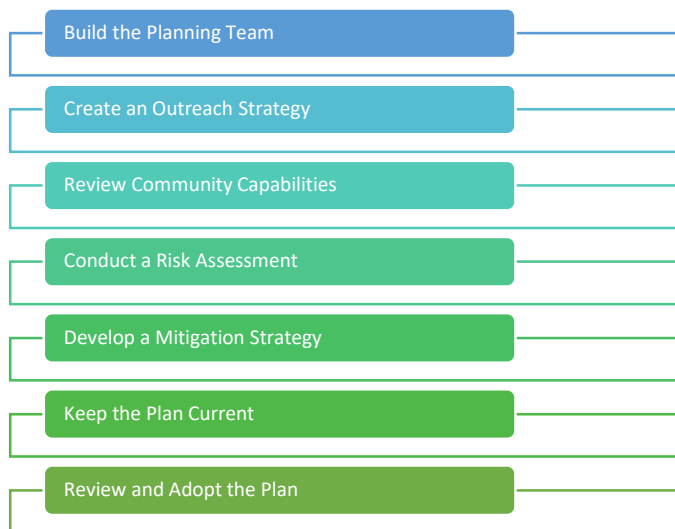 Build the Planning Team
Create an Outreach Strategy
Review Community Capabilities
Conduct a Risk Assessment
Develop a Mitigation Strategy
Keep the Plan Current
Review and Adopt the Plan